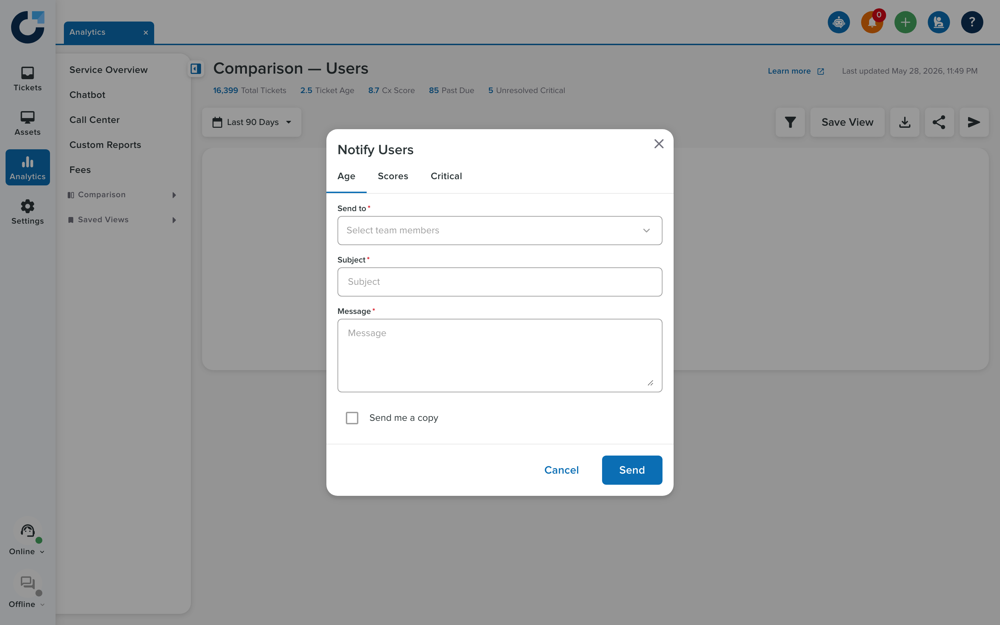 Analytics
0
?
Tickets
Assets
Analytics
Settings
Online
Offline
Service Overview
Chatbot
Call Center
Custom Reports
Fees
Comparison
Saved Views
Comparison — Users
Learn more
Last updated May 28, 2026, 11:49 PM
16,399 Total Tickets 2.5 Ticket Age 8.7 Cx Score 85 Past Due 5 Unresolved Critical
Last 90 Days
Save View
Notify Users
Age Scores Critical
Send to*
Select team members
Subject*
Subject
Message*
Message
Send me a copy
Cancel Send